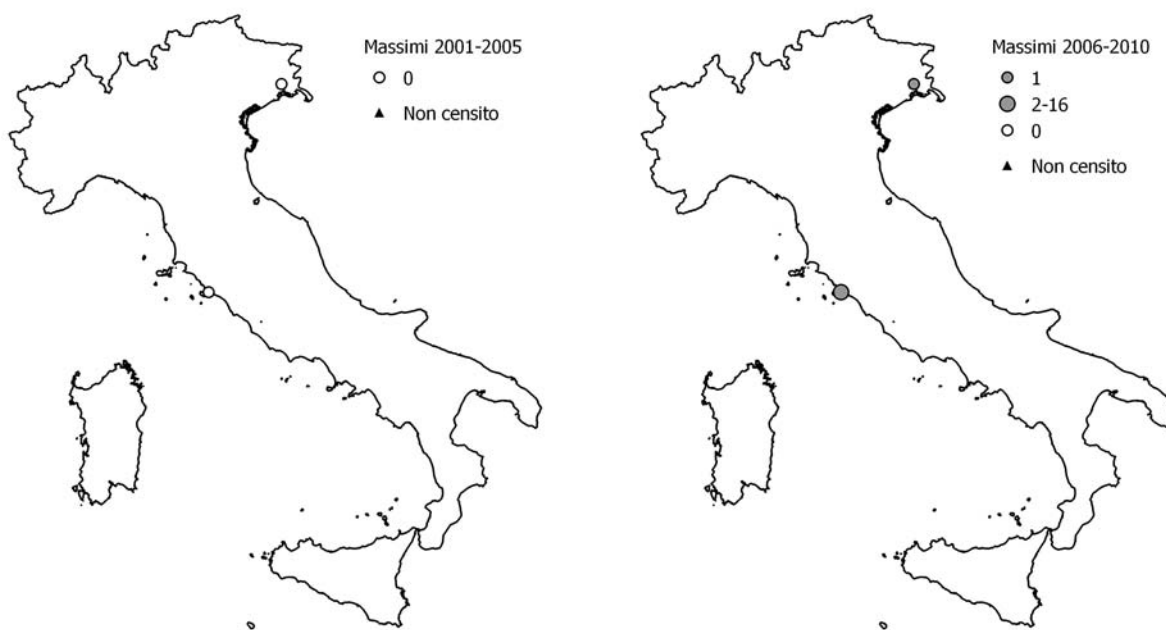 Massimi 2001-2005
0
Non censito
Massimi 2006-2010
1
2-16
0
Non censito